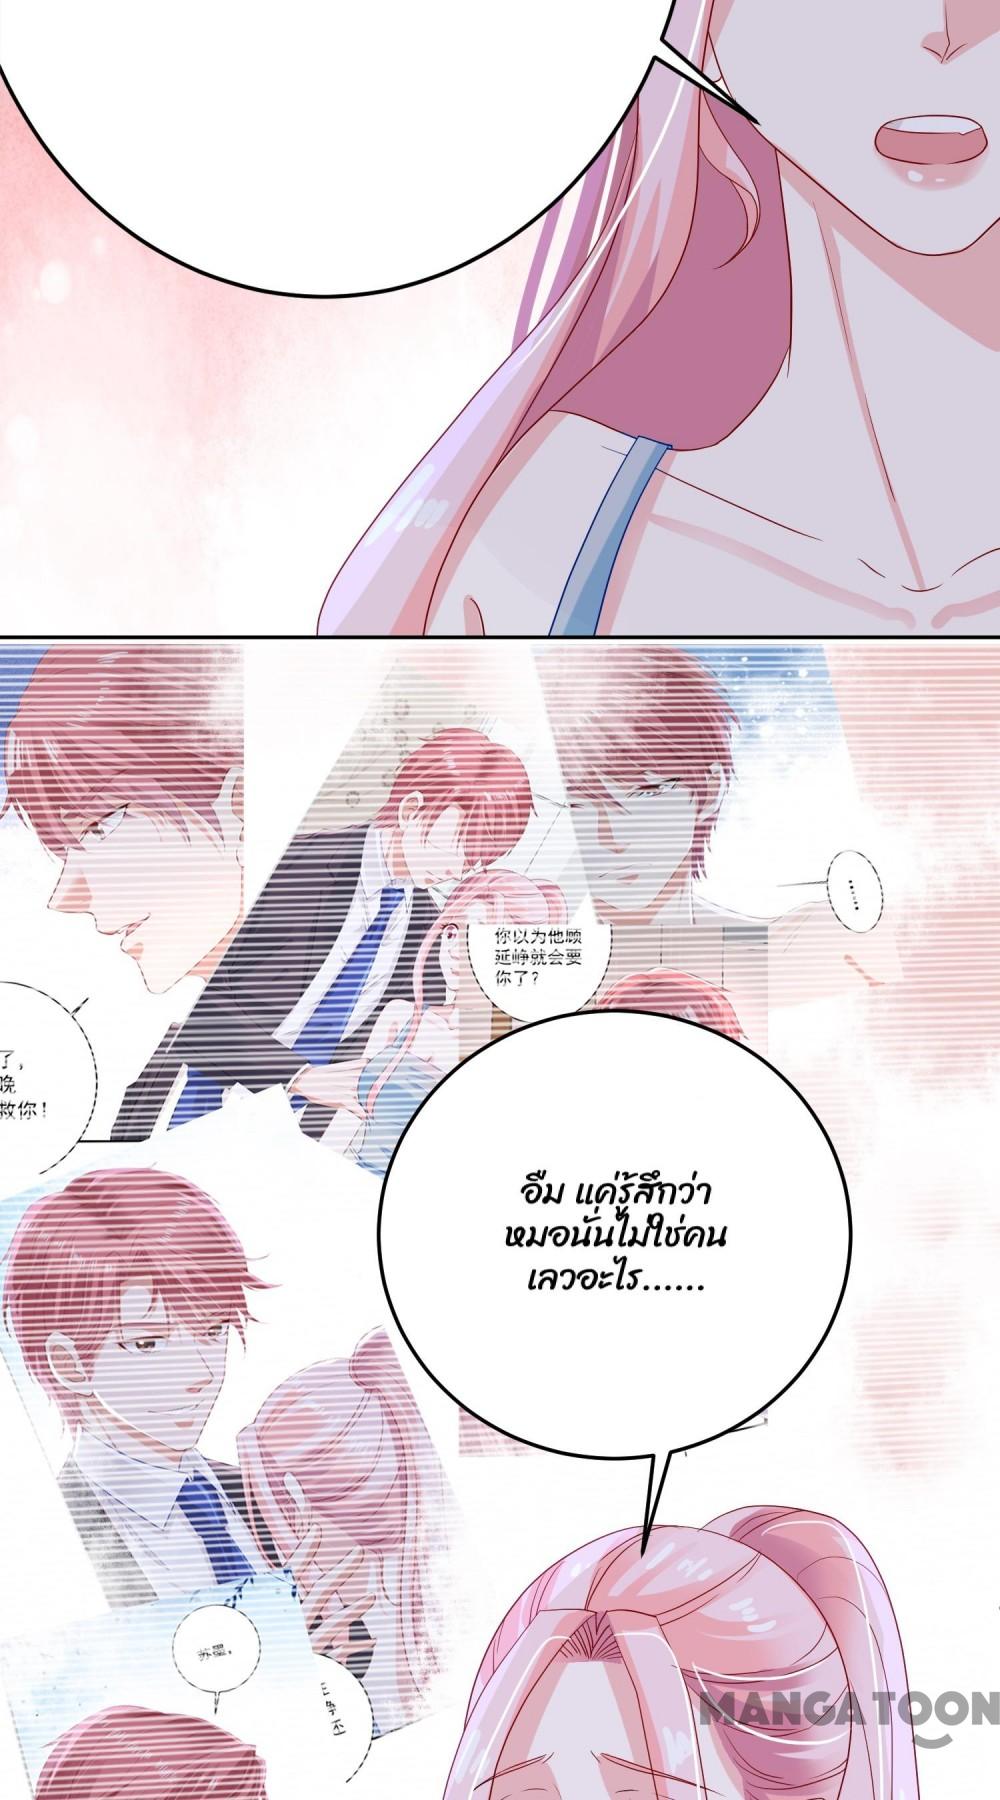 ......
你以为他顾
延峥就会要
你了？
了，
晚
救你！
อืม แค่รู้สึกว่า
หมอนั่นไม่ใช่คน
เลวอะไร......
苏墨，
MANGATOON